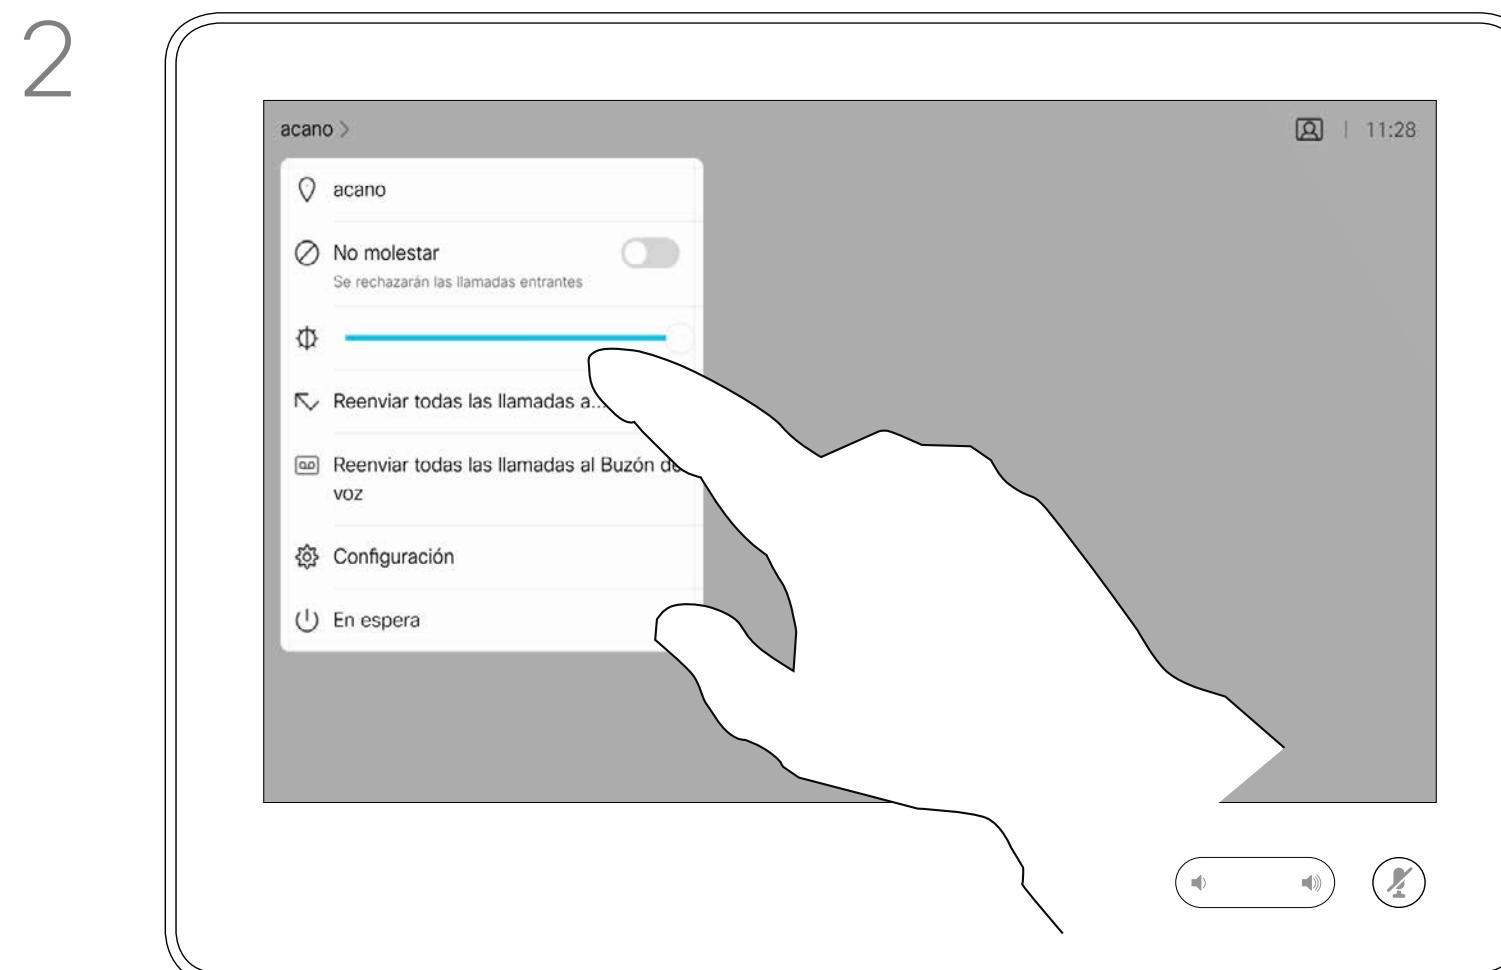 2
acano >
11:28
acano
No molestar
Se rechazarán las llamadas entrantes
Reenviar todas las llamadas a...
Reenviar todas las llamadas al Buzón de
voz
Configuración
En espera